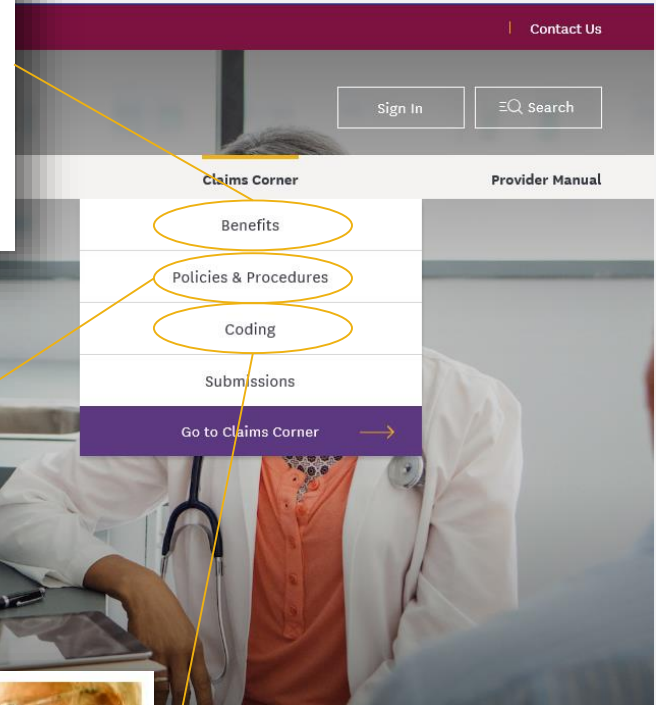 Contact Us
Sign In
Search
Claims Corner
Provider Manual
Benefits
Policies & Procedures
Coding
Submissions
Go to Claims Corner